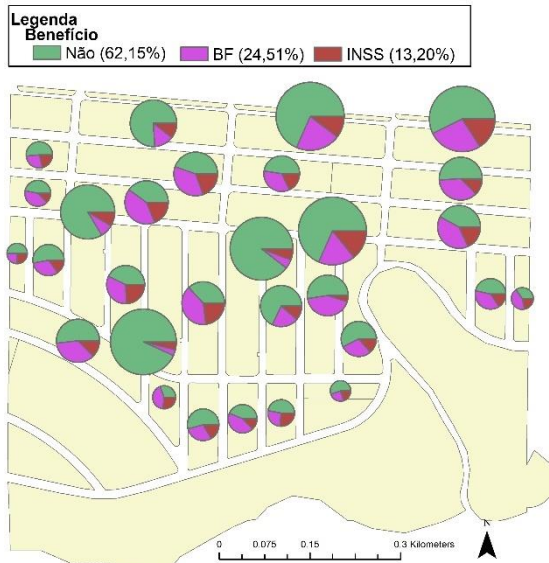 Legenda
Benefício
Não (62,15%) BF (24,51%) INSS (13,20%)
N
0 0.075 0.15 0.3 Kilometers